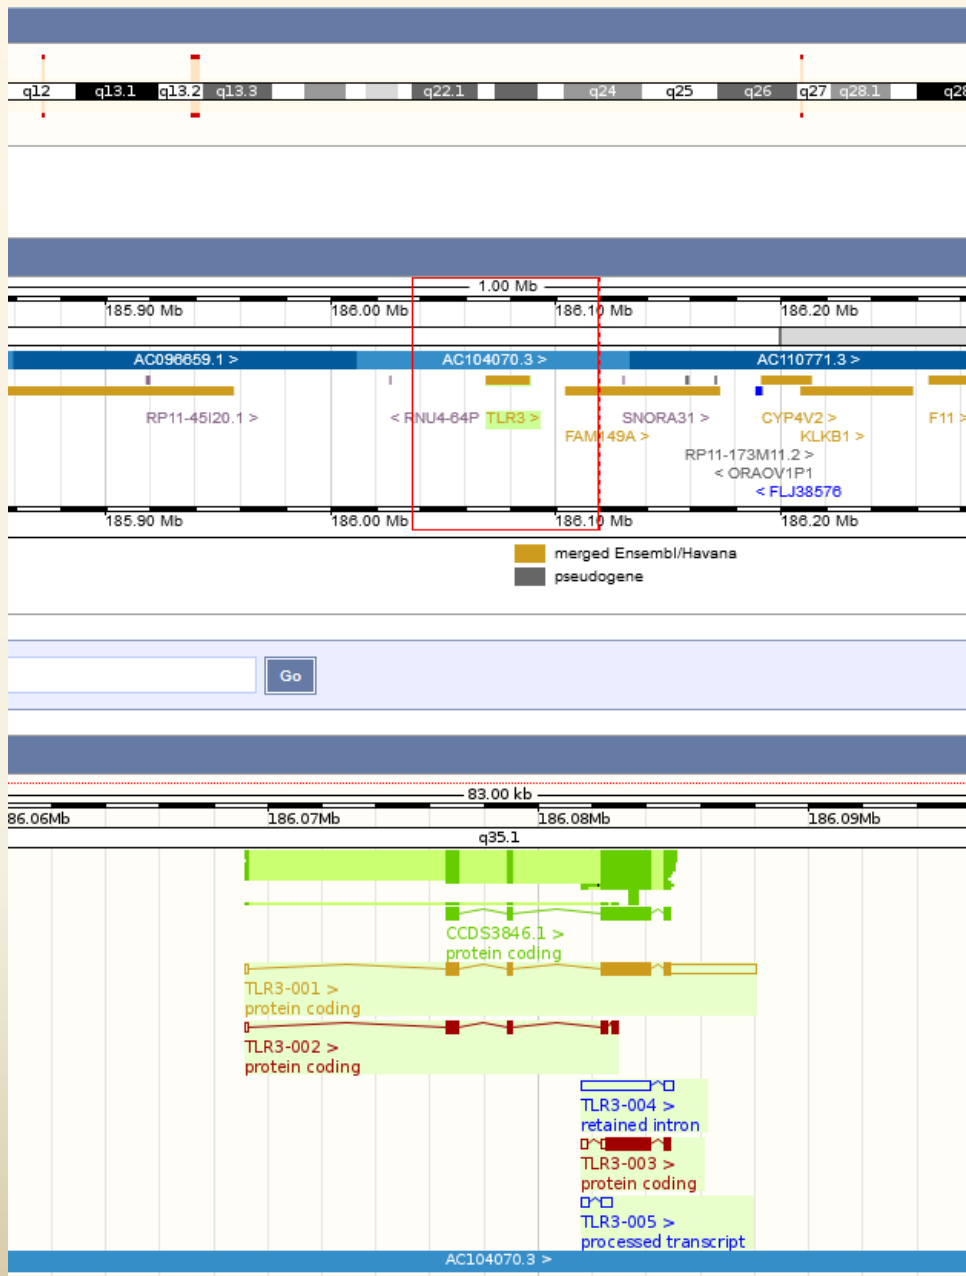 q12 q13.1 q13.2 q13.3 q22.1 q24 q25 q26 q27 q28.1 q28
1.00 Mb
185.90 Mb 186.00 Mb 186.10 Mb 186.20 Mb
AC096659.1 > AC104070.3 > AC110771.3 >
RP11-45I20.1 > < RNU4-64P TLR3 > SNORA31 > CYP4V2 > F11 >
FAM149A > KLKB1 >
RP11-173M11.2 >
< ORAOV1P1
< FLJ38576
185.90 Mb 186.00 Mb 186.10 Mb 186.20 Mb
merged Ensembl/Havana
pseudogene
Go
83.00 kb
86.06Mb 186.07Mb 186.08Mb 186.09Mb
q35.1
CCDS3846.1 >
protein coding
TLR3-001 >
protein coding
TLR3-002 >
protein coding
TLR3-004 >
retained intron
TLR3-003 >
protein coding
TLR3-005 >
processed transcript
AC104070.3 >